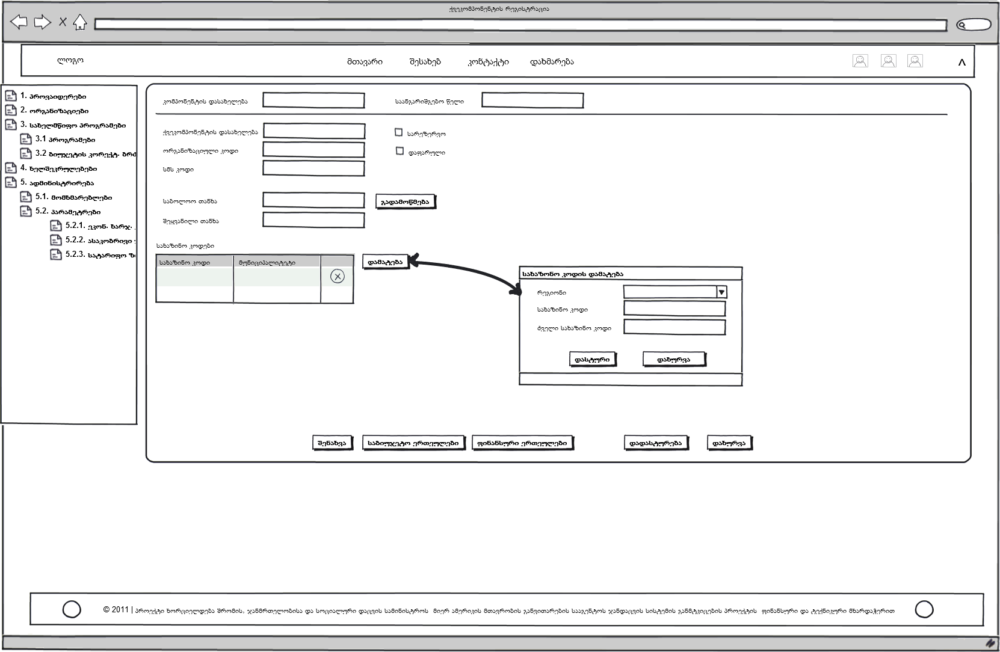 ქვეკომპონენტის რეგისტრაცია
ლოგო
მთავარი შესახებ კონტაქტი დახმარება
1. პროვაიდერები
2. ორგანიზაციები
3. სახელმწიფო პროგრამები
3.1 პროგრამები
3.2 ბიუჯეტის კორექტ. ბრძ
4. ხელშეკრულებები
5. ადმინისტრირება
5.1. მომხმარებლები
5.2. პარამეტრები
5.2.1. ეკონ. ხარჯ.
5.2.2. ასაკობრივი
5.2.3. სატარიფო
კომპონენტის დასახელება
საანგარიშგებო წელი
ქვეკომპონენტის დასახელება
სარეზერვო
ორგანიზაციული კოდი
დაფარული
სმს კოდი
საბოლოო თანხა
გადამოწმება
შეყვანილი თანხა
სახაზინო კოდები
სახაზინო კოდი მუნიციპალიტეტი
დამატება
სახაზონო კოდის დამატება
რეგიონი
სახაზინო კოდი
ძველი სახაზინო კოდი
დასტური დახურვა
შენახვა საბიუჯეტო ერთეულები ფინანსური ერთეულები დადასტურება დახურვა
© 2011 | პროექტი ხორციელდება შრომის, ჯანმრთელობისა და სოციალური დაცვის სამინისტროს მიერ ამერიკის მთავრობის განვითარების სააგენტოს ჯანდაცვის სისტემის განმტკიცების პროექტის ფინანსური და ტექნიკური მხარდაჭერით